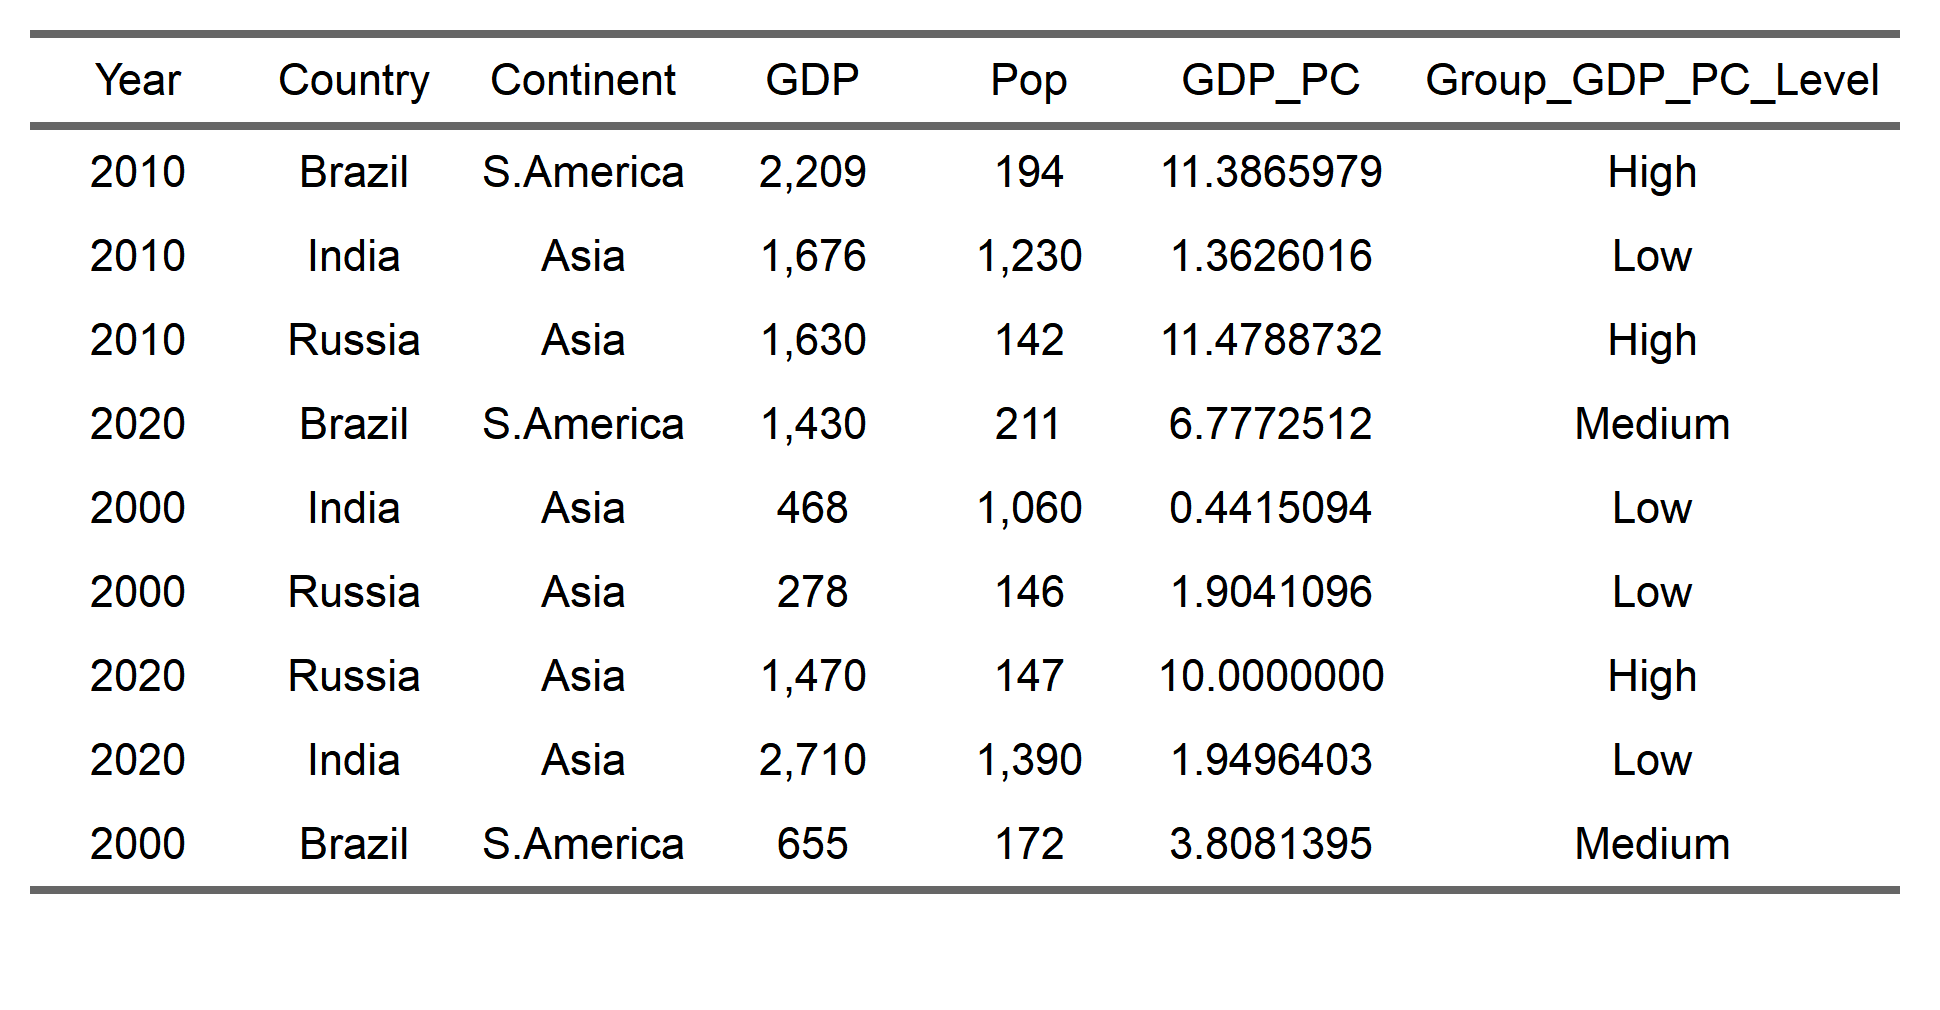 Year Country Continent GDP Pop GDP_PC Group_GDP_PC_Level
2010 Brazil S.America 2,209 194 11.3865979 High
2010 India Asia 1,676 1,230 1.3626016 Low
2010 Russia Asia 1,630 142 11.4788732 High
2020 Brazil S.America 1,430 211 6.7772512 Medium
2000 India Asia 468 1,060 0.4415094 Low
2000 Russia Asia 278 146 1.9041096 Low
2020 Russia Asia 1,470 147 10.0000000 High
2020 India Asia 2,710 1,390 1.9496403 Low
2000 Brazil S.America 655 172 3.8081395 Medium